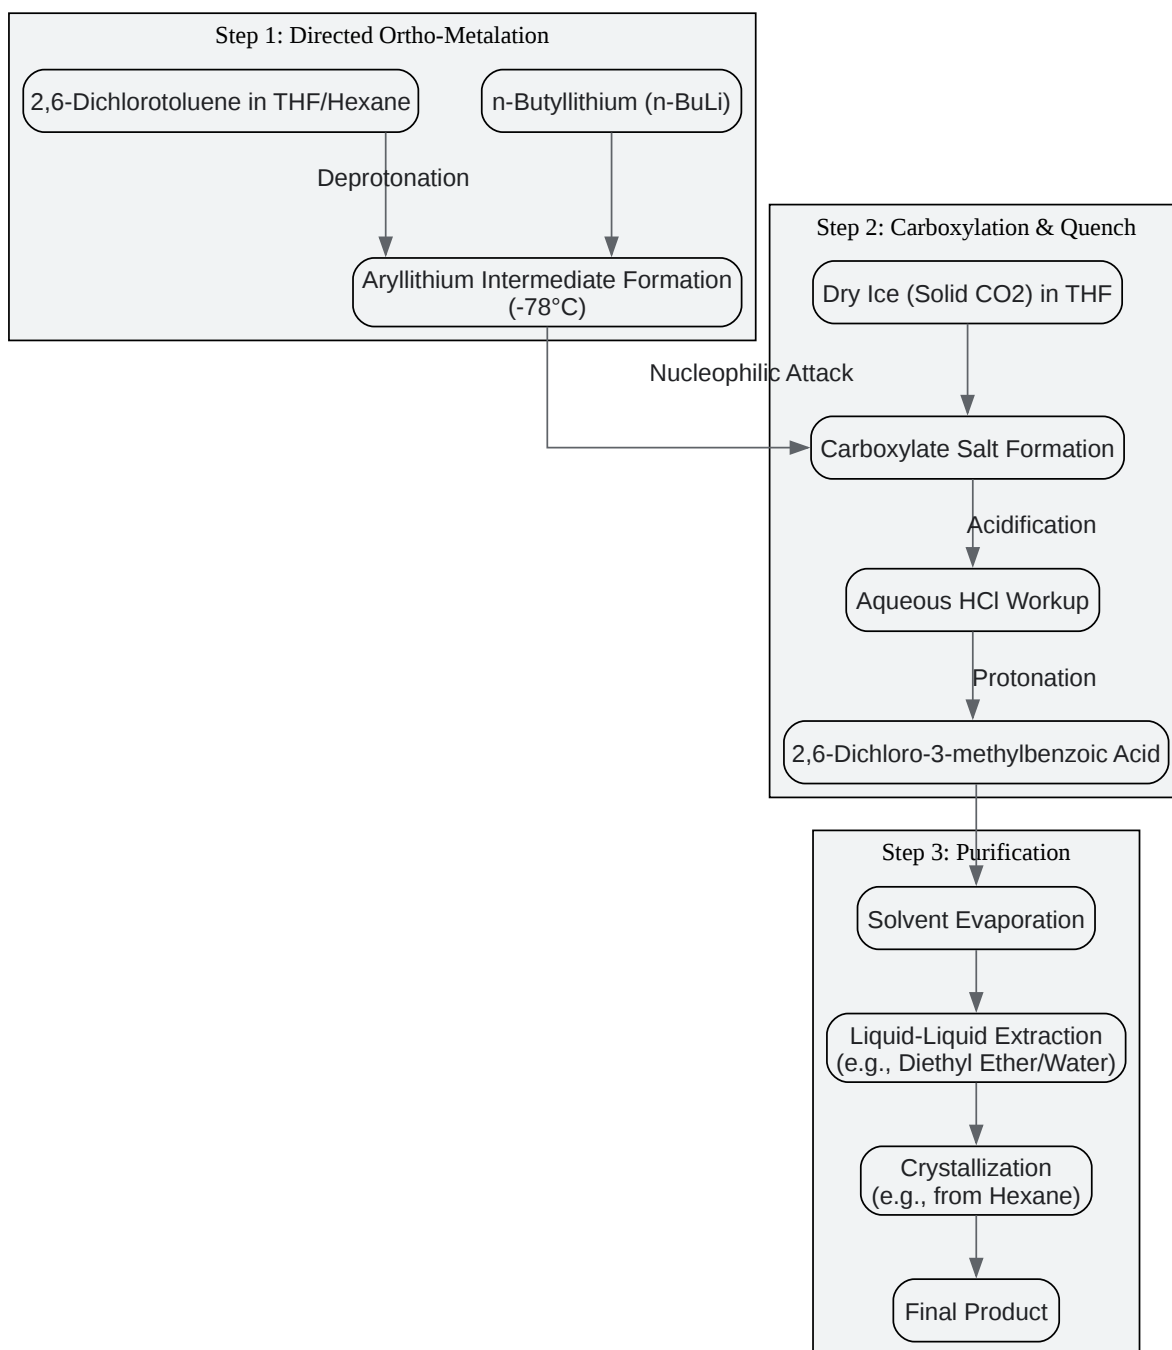 Step 1: Directed Ortho-Metalation
2,6-Dichlorotoluene in THF/Hexane
n-Butyllithium (n-BuLi)
Deprotonation
Aryllithium Intermediate Formation
(-78°C)
Step 2: Carboxylation & Quench
Dry Ice (Solid CO2) in THF
Nucleophilic Attack
Carboxylate Salt Formation
Acidification
Aqueous HCl Workup
Protonation
2,6-Dichloro-3-methylbenzoic Acid
Step 3: Purification
Solvent Evaporation
Liquid-Liquid Extraction
(e.g., Diethyl Ether/Water)
Crystallization
(e.g., from Hexane)
Final Product